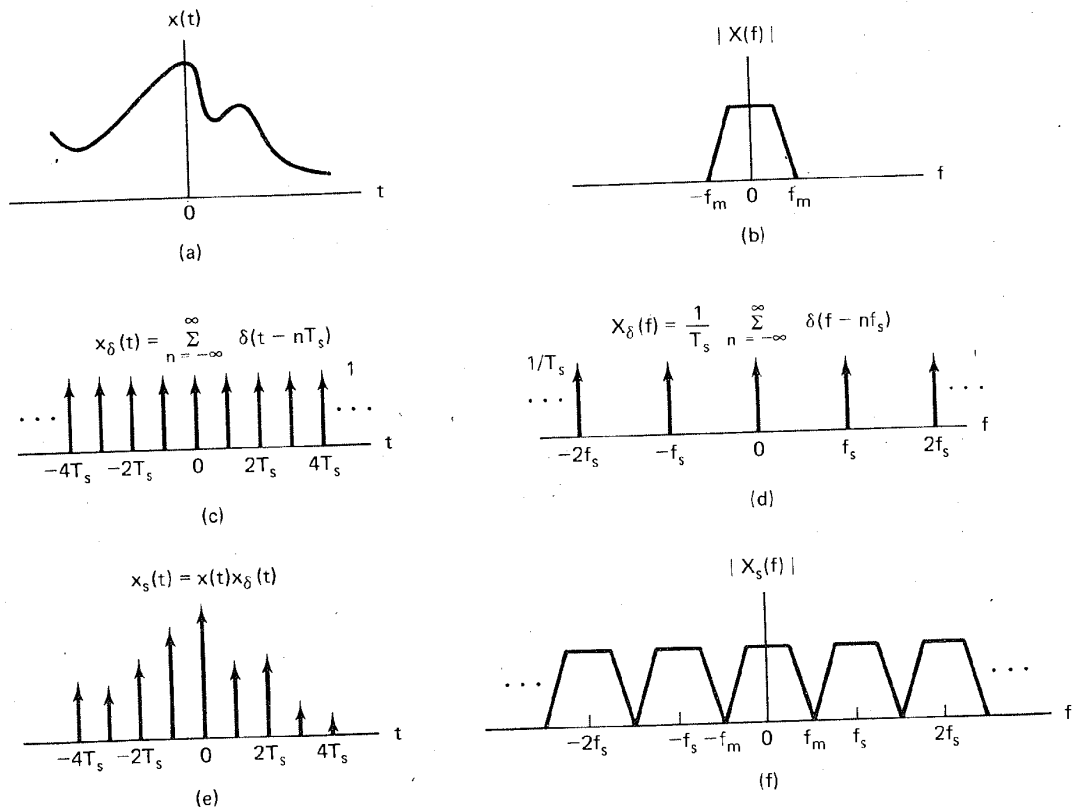 x(t)
t
0
(a)
| X(f) |
f
−f_m 0 f_m
(b)
x_δ(t) = ∞ Σ n = −∞ δ(t − nT_s)
1
. . . . . .
t
−4T_s −2T_s 0 2T_s 4T_s
(c)
X_δ(f) = 1/T_s ∞ Σ n = −∞ δ(f − nf_s)
1/T_s
. . . . . .
f
−2f_s −f_s 0 f_s 2f_s
(d)
x_s(t) = x(t)x_δ(t)
t
−4T_s −2T_s 0 2T_s 4T_s
(e)
| X_s(f) |
. . . . . .
f
−2f_s −f_s −f_m 0 f_m f_s 2f_s
(f)